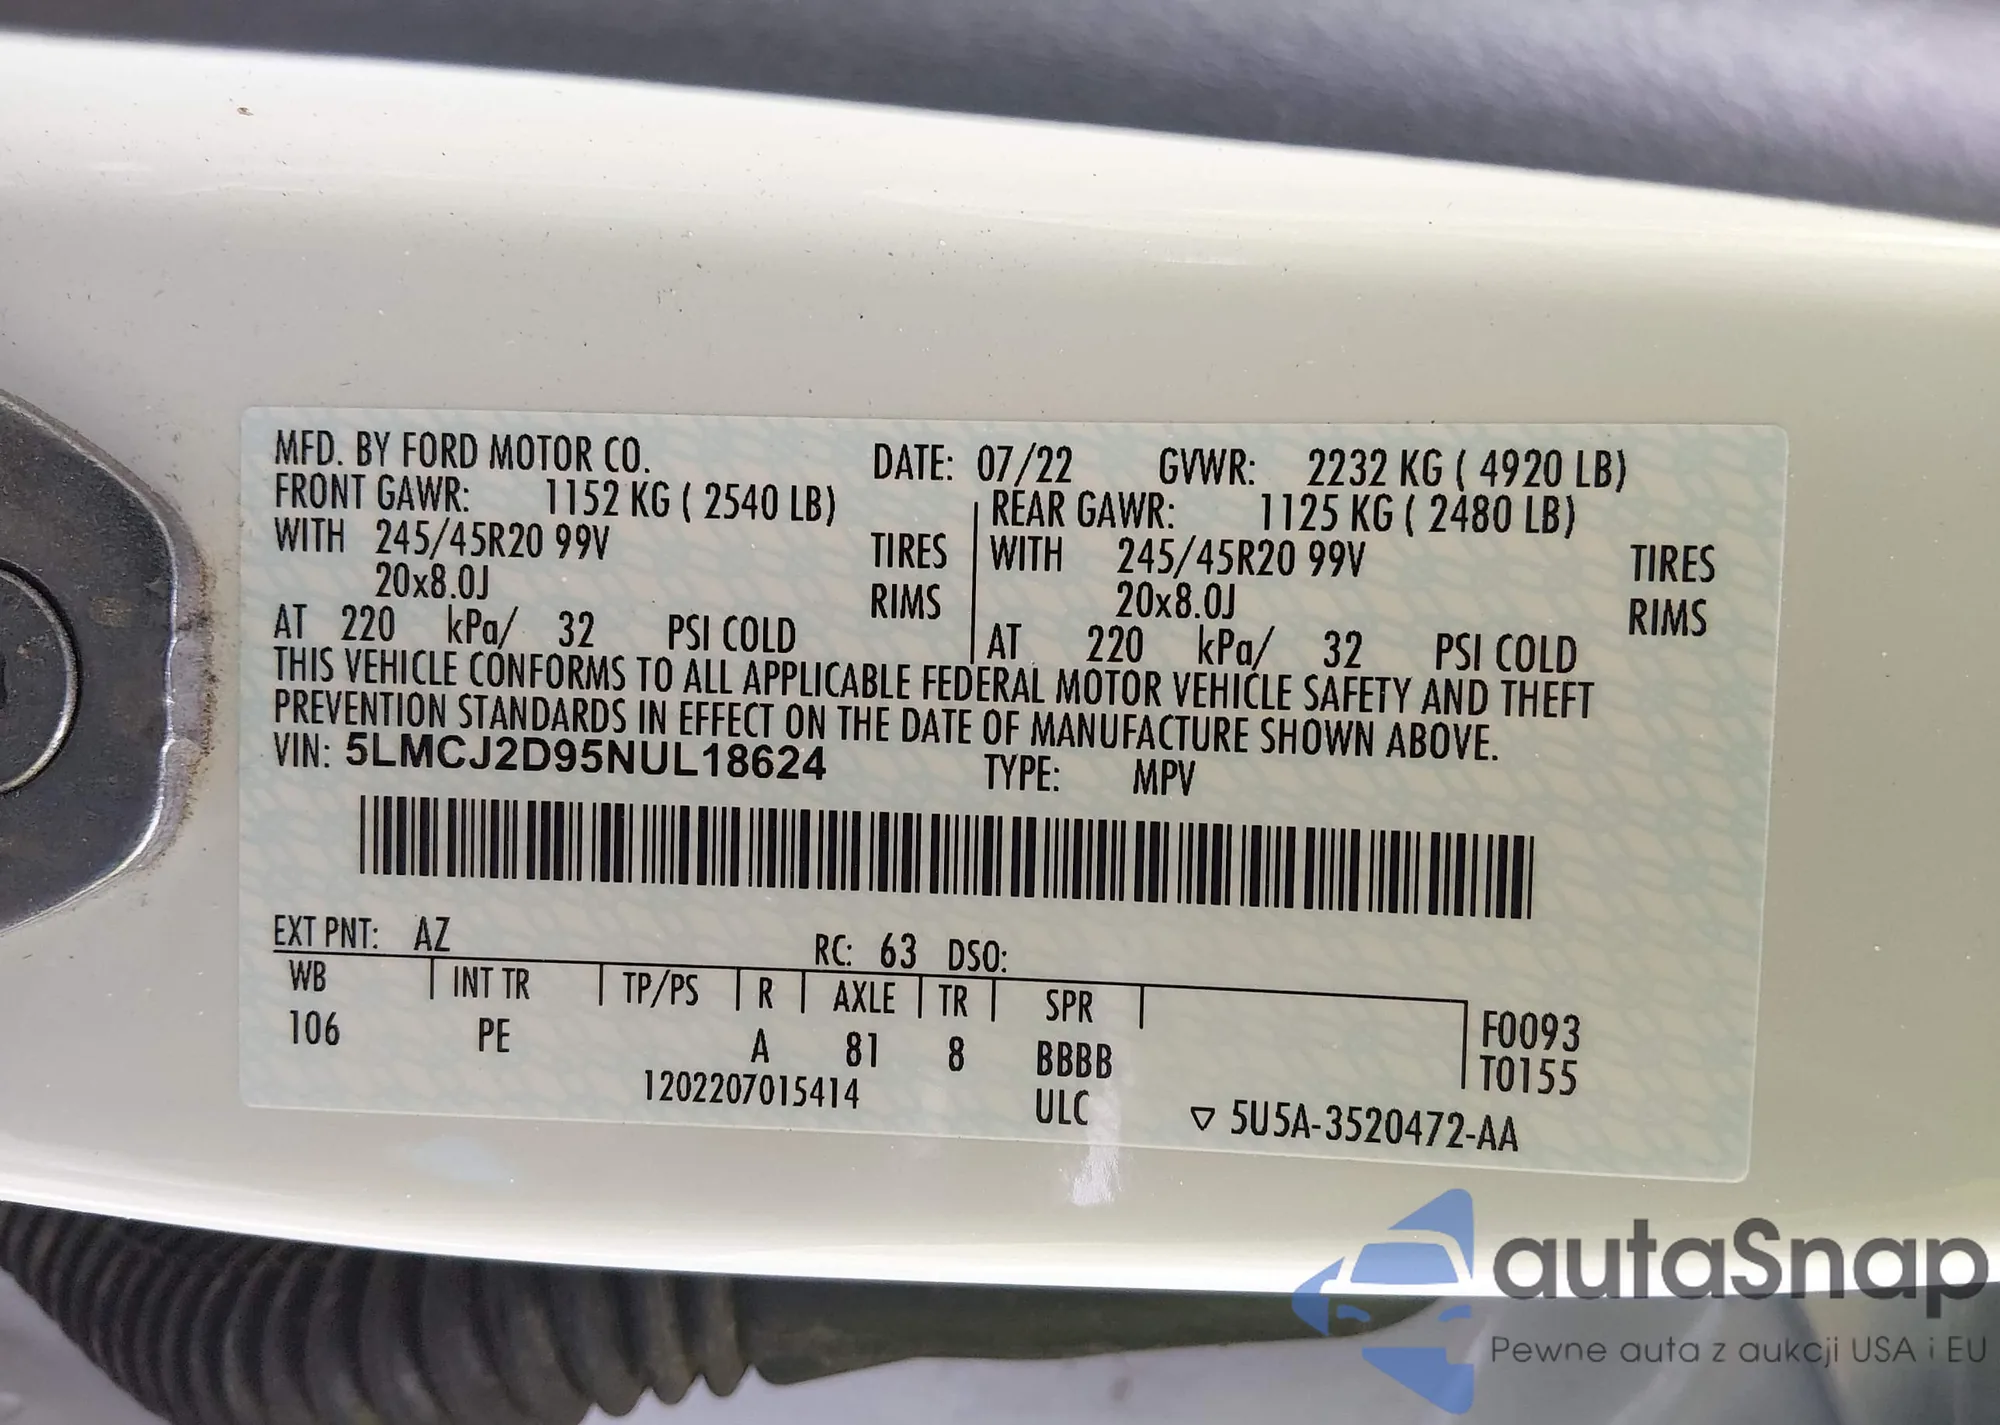 MFD. BY FORD MOTOR CO. DATE: 07/22 GVWR: 2232 KG ( 4920 LB)
FRONT GAWR: 1152 KG ( 2540 LB) REAR GAWR: 1125 KG ( 2480 LB)
WITH 245/45R20 99V TIRES WITH 245/45R20 99V TIRES
20x8.0J RIMS 20x8.0J RIMS
AT 220 kPa/ 32 PSI COLD AT 220 kPa/ 32 PSI COLD
THIS VEHICLE CONFORMS TO ALL APPLICABLE FEDERAL MOTOR VEHICLE SAFETY AND THEFT
PREVENTION STANDARDS IN EFFECT ON THE DATE OF MANUFACTURE SHOWN ABOVE.
VIN: 5LMCJ2D95NUL18624 TYPE: MPV
EXT PNT: AZ RC: 63 DSO:
WB INT TR TP/PS R AXLE TR SPR F0093
106 PE A 81 8 BBBB T0155
1202207015414 ULC ▽ 5U5A-3520472-AA
autaSnap
Pewne auta z aukcji USA i EU